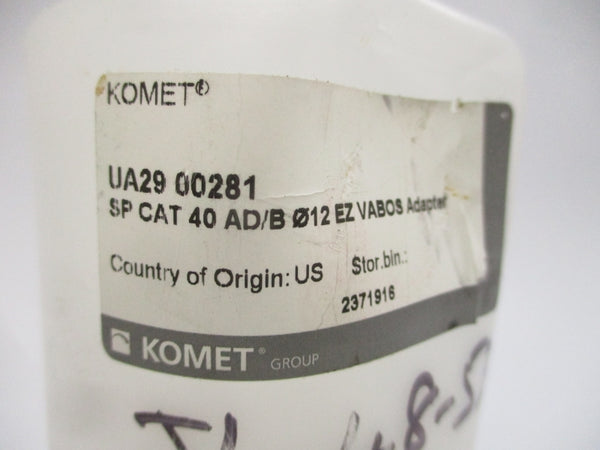 KOMET®
UA29 00281
SP CAT 40 AD/B Ø12 EZ VABOS Adapter
Country of Origin: US Stor.bin.:
2371916
KOMET® GROUP